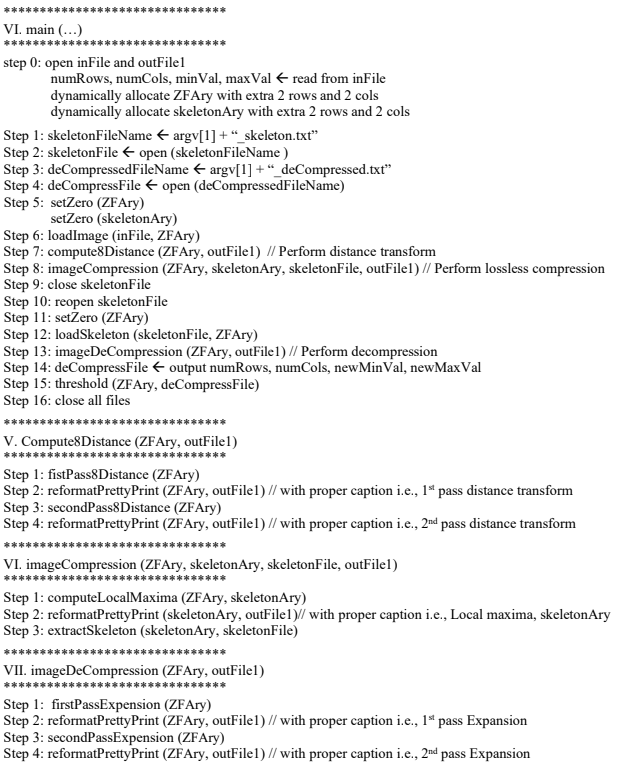 *******************************
VI. main (…)
*******************************
step 0: open inFile and outFile1
numRows, numCols, minVal, maxVal ← read from inFile
dynamically allocate ZFAry with extra 2 rows and 2 cols
dynamically allocate skeletonAry with extra 2 rows and 2 cols
Step 1: skeletonFileName ← argv[1] + “_skeleton.txt”
Step 2: skeletonFile ← open (skeletonFileName )
Step 3: deCompressedFileName ← argv[1] + “_deCompressed.txt”
Step 4: deCompressFile ← open (deCompressedFileName)
Step 5: setZero (ZFAry)
setZero (skeletonAry)
Step 6: loadImage (inFile, ZFAry)
Step 7: compute8Distance (ZFAry, outFile1) // Perform distance transform
Step 8: imageCompression (ZFAry, skeletonAry, skeletonFile, outFile1) // Perform lossless compression
Step 9: close skeletonFile
Step 10: reopen skeletonFile
Step 11: setZero (ZFAry)
Step 12: loadSkeleton (skeletonFile, ZFAry)
Step 13: imageDeCompression (ZFAry, outFile1) // Perform decompression
Step 14: deCompressFile ← output numRows, numCols, newMinVal, newMaxVal
Step 15: threshold (ZFAry, deCompressFile)
Step 16: close all files
*******************************
V. Compute8Distance (ZFAry, outFile1)
*******************************
Step 1: fistPass8Distance (ZFAry)
Step 2: reformatPrettyPrint (ZFAry, outFile1) // with proper caption i.e., 1st pass distance transform
Step 3: secondPass8Distance (ZFAry)
Step 4: reformatPrettyPrint (ZFAry, outFile1) // with proper caption i.e., 2nd pass distance transform
*******************************
VI. imageCompression (ZFAry, skeletonAry, skeletonFile, outFile1)
*******************************
Step 1: computeLocalMaxima (ZFAry, skeletonAry)
Step 2: reformatPrettyPrint (skeletonAry, outFile1)// with proper caption i.e., Local maxima, skeletonAry
Step 3: extractSkeleton (skeletonAry, skeletonFile)
*******************************
VII. imageDeCompression (ZFAry, outFile1)
*******************************
Step 1: firstPassExpension (ZFAry)
Step 2: reformatPrettyPrint (ZFAry, outFile1) // with proper caption i.e., 1st pass Expansion
Step 3: secondPassExpension (ZFAry)
Step 4: reformatPrettyPrint (ZFAry, outFile1) // with proper caption i.e., 2nd pass Expansion